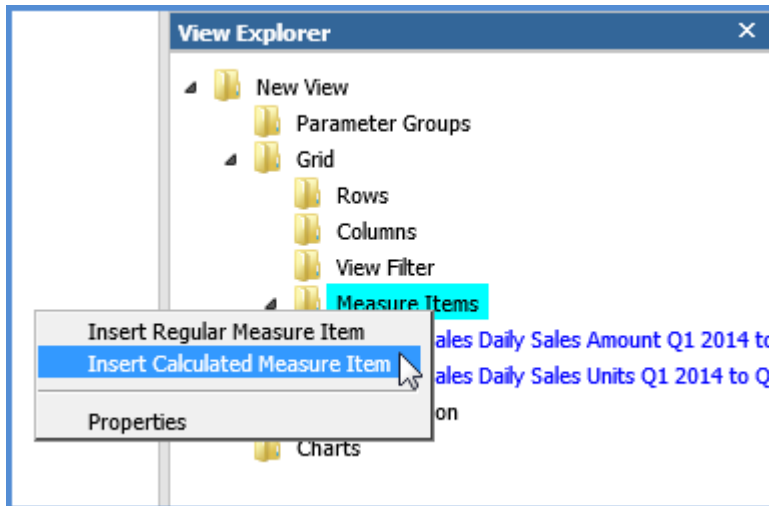 View Explorer
New View
Parameter Groups
Grid
Rows
Columns
View Filter
Measure Items
Insert Regular Measure Item
ales Daily Sales Amount Q1 2014 to
Insert Calculated Measure Item
ales Daily Sales Units Q1 2014 to Q
Properties
on
Charts